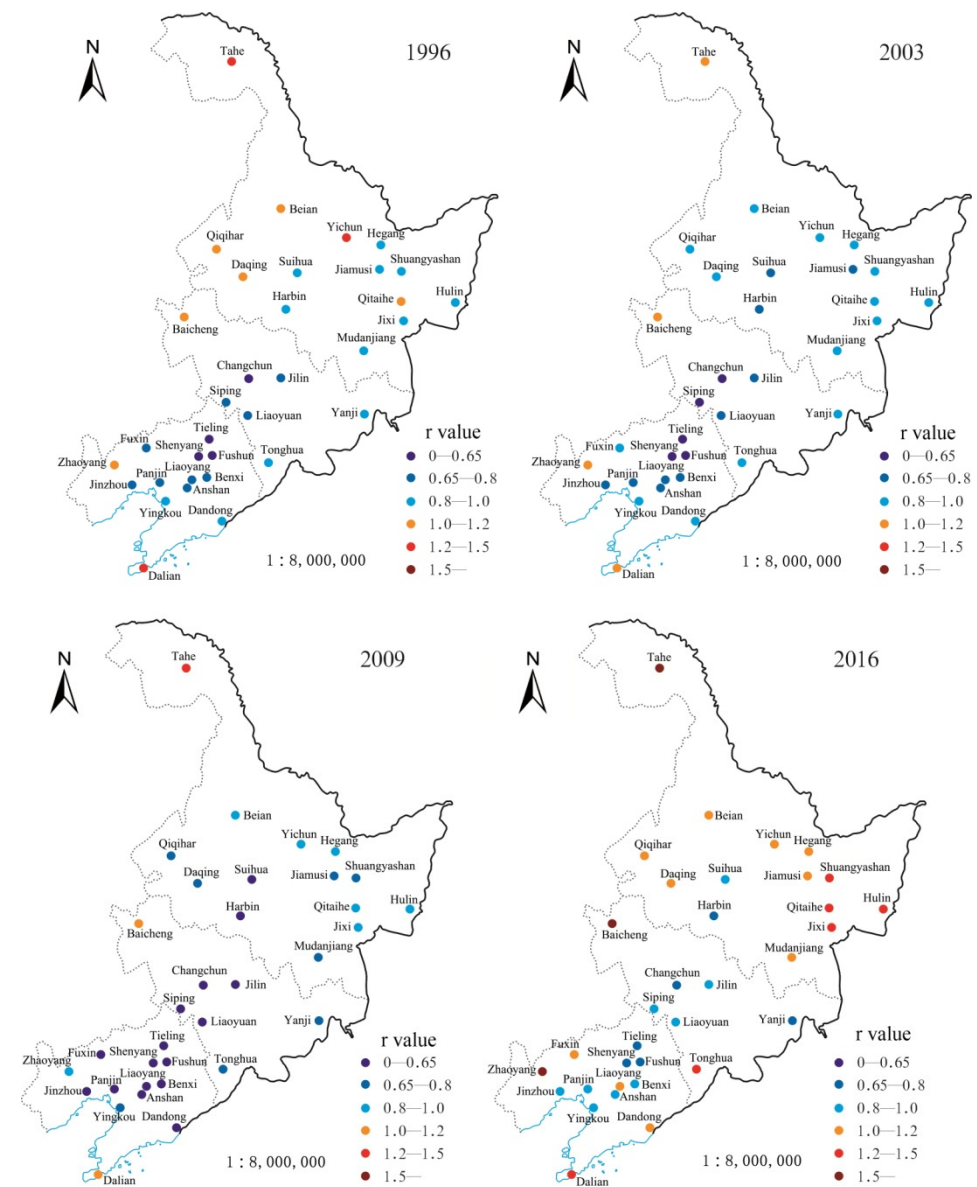 N
1996
Tahe
Beian
Yichun
Hegang
Qiqihar
Daqing
Suihua
Jiamusi
Shuangyashan
Harbin
Qitaihe
Hulin
Baicheng
Jixi
Mudanjiang
Changchun
Jilin
Siping
Liaoyuan
Yanji
Tieling
Fuxin
Shenyang
Fushun
Tonghua
Zhaoyang
Liaoyang
Panjin
Benxi
Jinzhou
Anshan
Yingkou
Dandong
Dalian
r value
0—0.65
0.65—0.8
0.8—1.0
1.0—1.2
1.2—1.5
1.5—
1 : 8, 000, 000
N
2003
Tahe
Beian
Yichun
Hegang
Qiqihar
Daqing
Suihua
Jiamusi
Shuangyashan
Harbin
Qitaihe
Hulin
Baicheng
Jixi
Mudanjiang
Changchun
Jilin
Siping
Liaoyuan
Yanji
Tieling
Fuxin
Shenyang
Fushun
Tonghua
Zhaoyang
Liaoyang
Panjin
Benxi
Jinzhou
Anshan
Yingkou
Dandong
Dalian
r value
0—0.65
0.65—0.8
0.8—1.0
1.0—1.2
1.2—1.5
1.5—
1 : 8, 000, 000
N
2009
Tahe
Beian
Yichun
Hegang
Qiqihar
Daqing
Suihua
Jiamusi
Shuangyashan
Harbin
Qitaihe
Hulin
Baicheng
Jixi
Mudanjiang
Changchun
Jilin
Siping
Liaoyuan
Yanji
Tieling
Fuxin
Shenyang
Fushun
Tonghua
Zhaoyang
Liaoyang
Panjin
Benxi
Jinzhou
Anshan
Yingkou
Dandong
Dalian
r value
0—0.65
0.65—0.8
0.8—1.0
1.0—1.2
1.2—1.5
1.5—
1 : 8, 000, 000
N
2016
Tahe
Beian
Yichun
Hegang
Qiqihar
Daqing
Suihua
Jiamusi
Shuangyashan
Harbin
Qitaihe
Hulin
Baicheng
Jixi
Mudanjiang
Changchun
Jilin
Siping
Liaoyuan
Yanji
Tieling
Fuxin
Shenyang
Fushun
Tonghua
Zhaoyang
Liaoyang
Panjin
Benxi
Jinzhou
Anshan
Yingkou
Dandong
Dalian
r value
0—0.65
0.65—0.8
0.8—1.0
1.0—1.2
1.2—1.5
1.5—
1 : 8, 000, 000